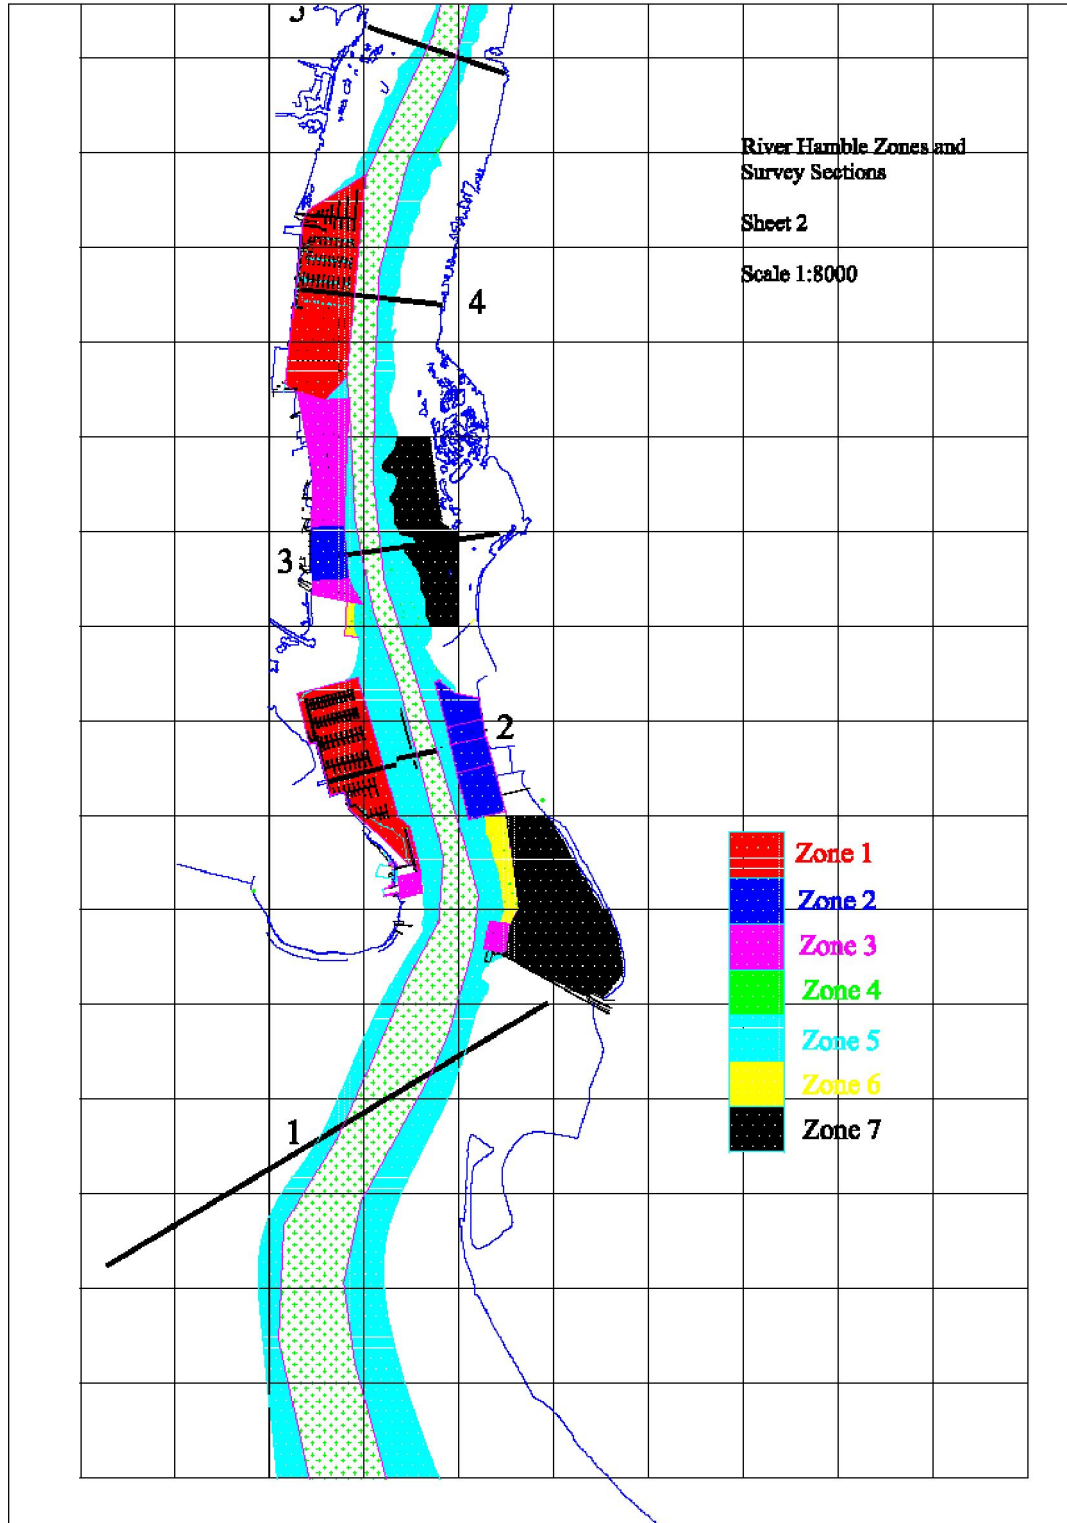 River Hamble Zones and
Survey Sections
Sheet 2
Scale 1:8000
4
3
2
Zone 1
Zone 2
Zone 3
Zone 4
Zone 5
Zone 6
Zone 7
1